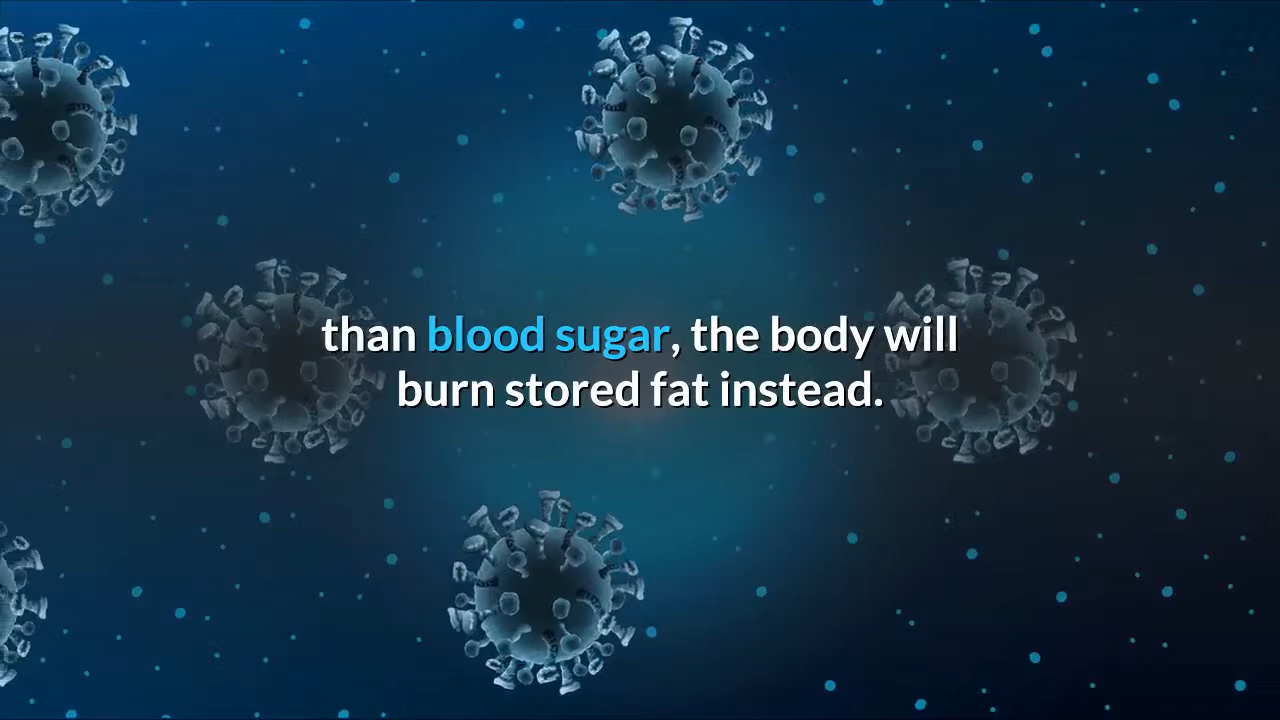 than blood sugar, the body will
burn stored fat instead.